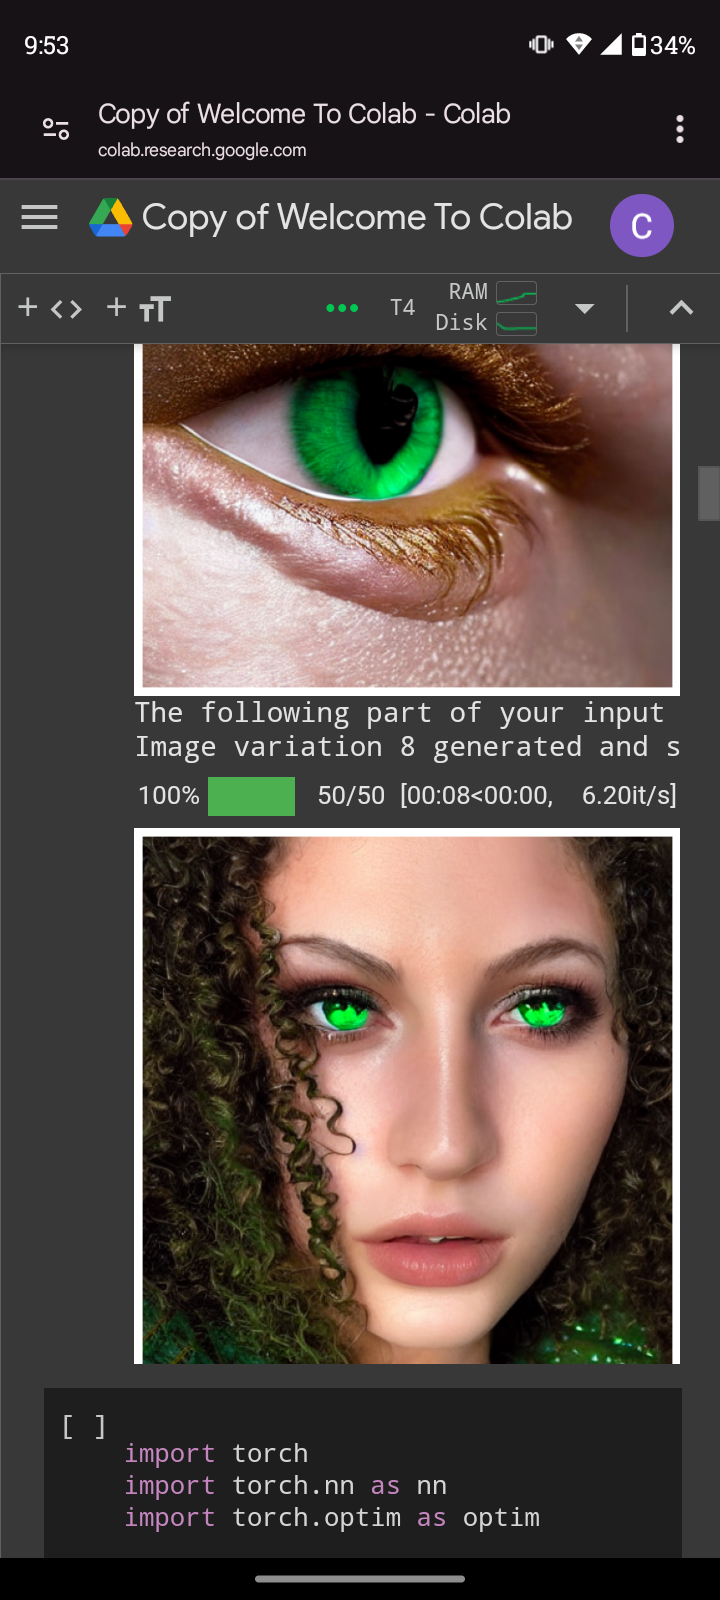 9:53
34%
Copy of Welcome To Colab - Colab
colab.research.google.com
Copy of Welcome To Colab
C
+ <> + TT
T4
RAM
Disk
The following part of your input
Image variation 8 generated and s
100% 50/50 [00:08<00:00, 6.20it/s]
[ ]
import torch
import torch.nn as nn
import torch.optim as optim